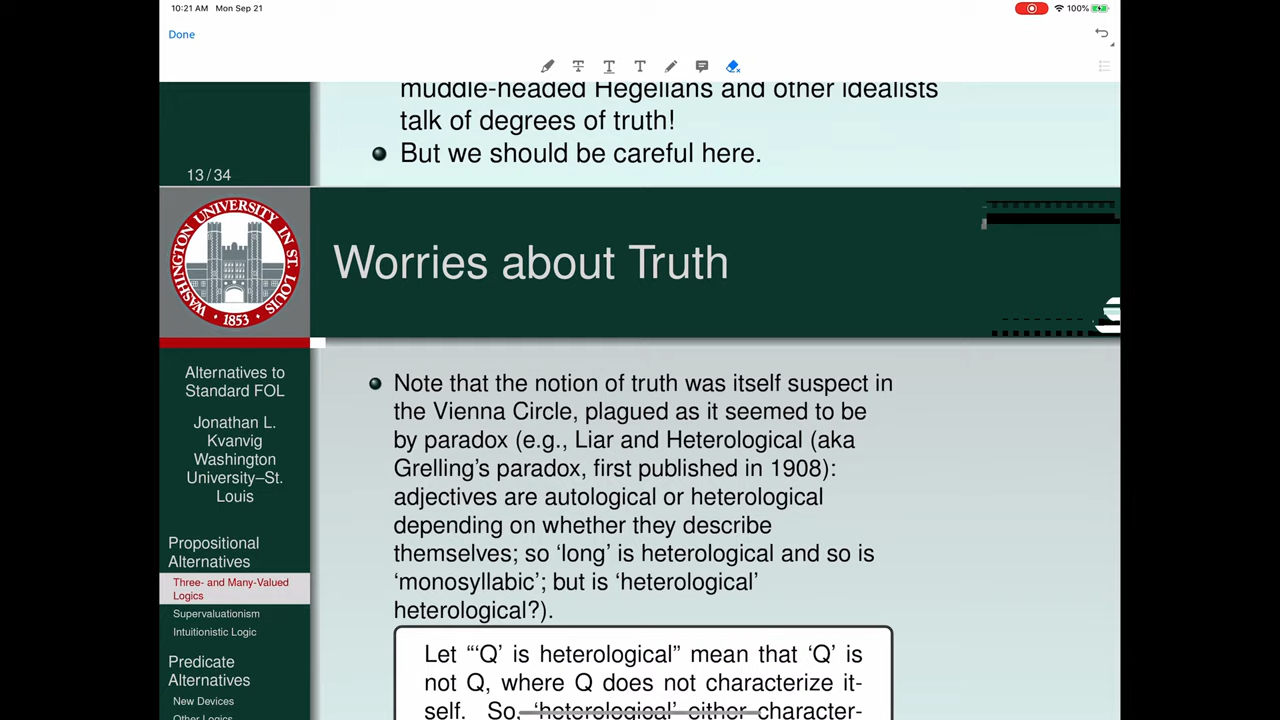 10:21 AM Mon Sep 21
100%
Done
muddle-headed Hegelians and other idealists
talk of degrees of truth!
But we should be careful here.
13/34
WASHINGTON UNIVERSITY IN ST. LOUIS
1853
Worries about Truth
Alternatives to
Standard FOL
Jonathan L.
Kvanvig
Washington
University–St.
Louis
Propositional
Alternatives
Three- and Many-Valued
Logics
Supervaluationism
Intuitionistic Logic
Predicate
Alternatives
New Devices
Other Logics
Note that the notion of truth was itself suspect in
the Vienna Circle, plagued as it seemed to be
by paradox (e.g., Liar and Heterological (aka
Grelling's paradox, first published in 1908):
adjectives are autological or heterological
depending on whether they describe
themselves; so ‘long’ is heterological and so is
‘monosyllabic’; but is ‘heterological’
heterological?).
Let “‘Q’ is heterological” mean that ‘Q’ is
not Q, where Q does not characterize it-
self. So, ‘heterological’ either character-